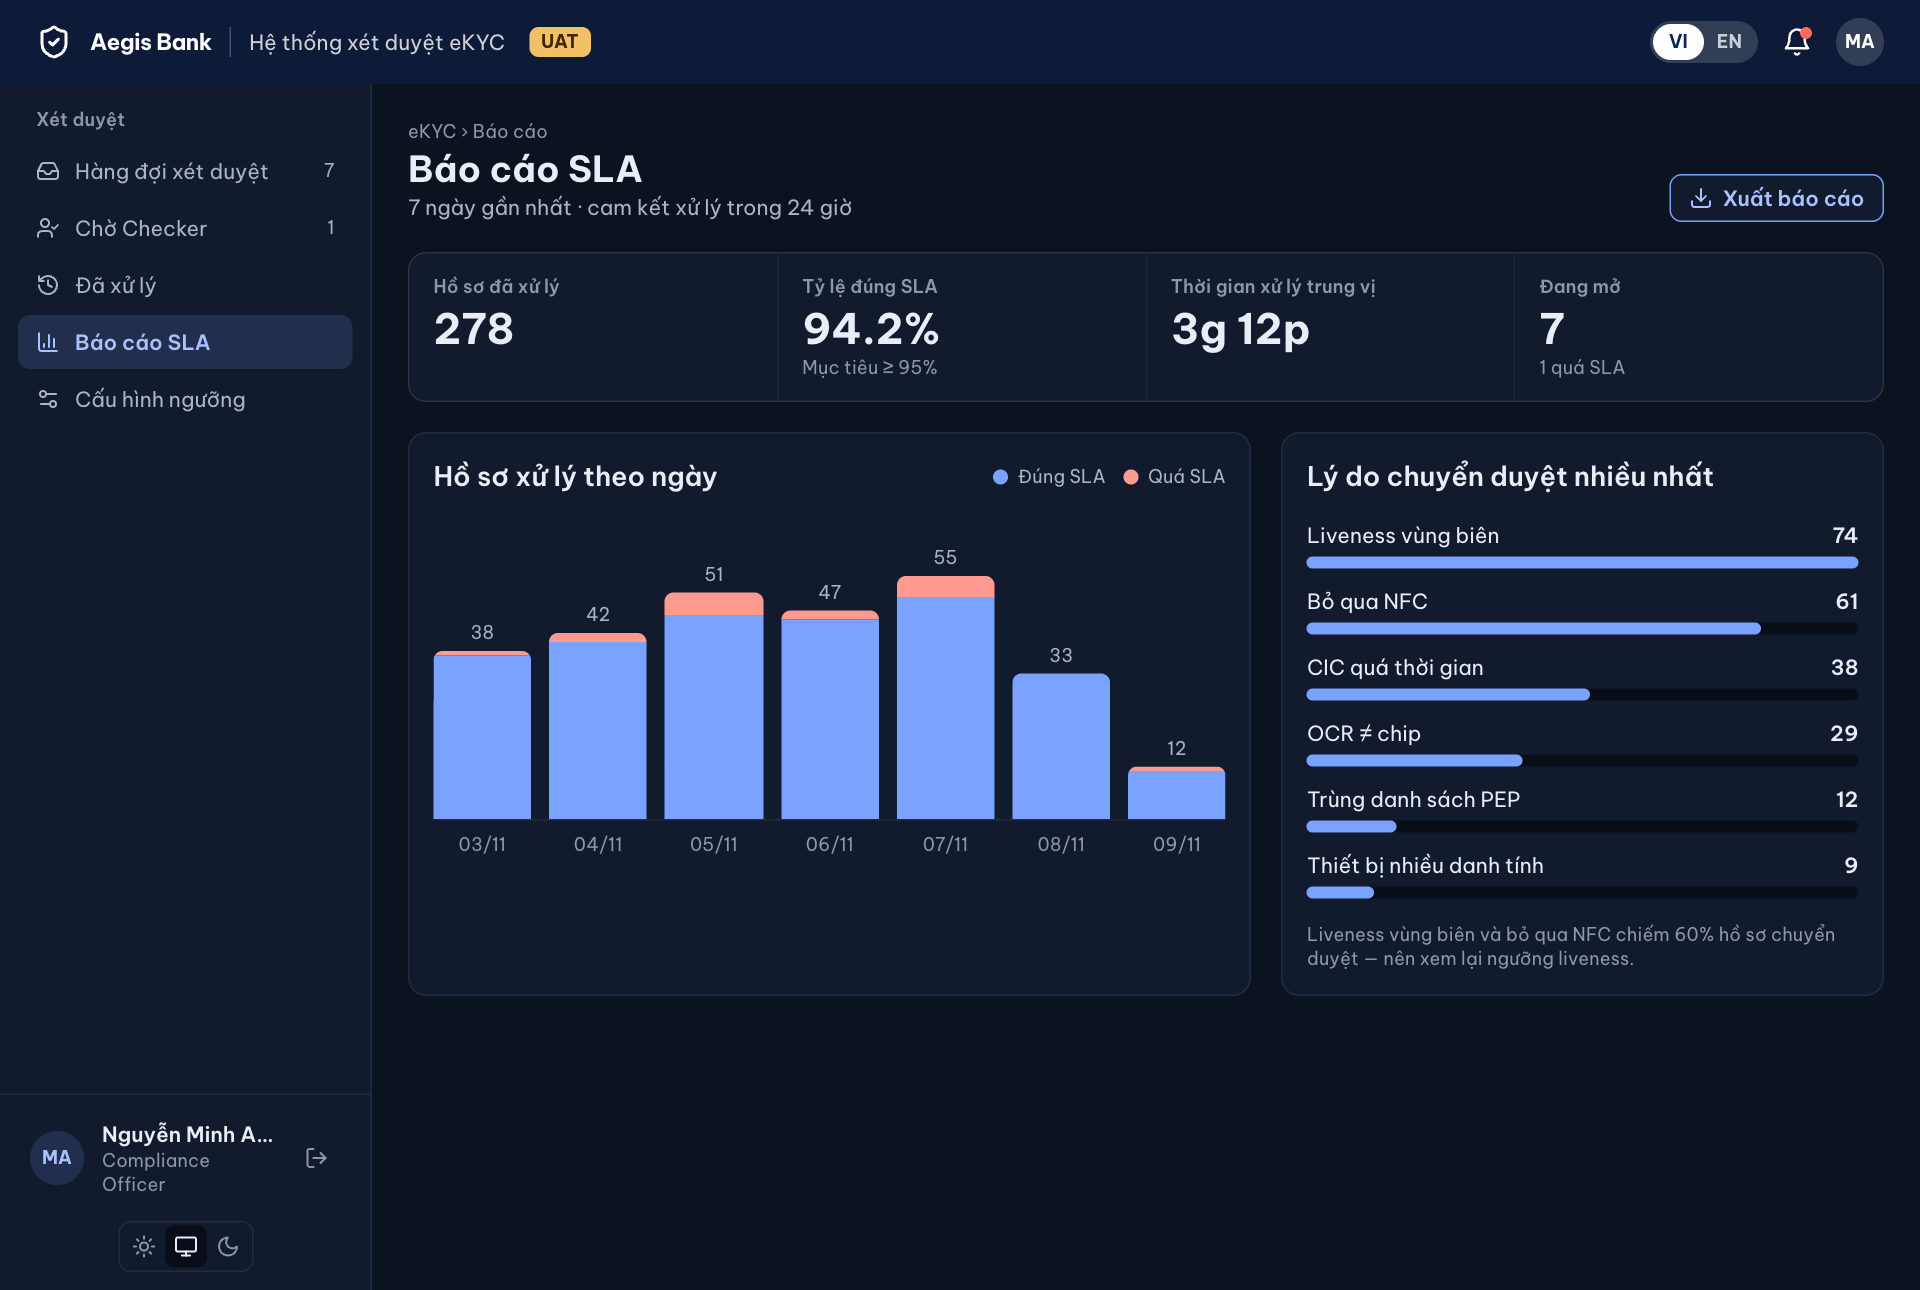 Aegis Bank
Hệ thống xét duyệt eKYC
UAT
VI
EN
MA
Xét duyệt
Hàng đợi xét duyệt
7
Chờ Checker
1
Đã xử lý
Báo cáo SLA
Cấu hình ngưỡng
Nguyễn Minh A...
Compliance
Officer
MA
eKYC › Báo cáo
Báo cáo SLA
7 ngày gần nhất · cam kết xử lý trong 24 giờ
Xuất báo cáo
Hồ sơ đã xử lý
278
Tỷ lệ đúng SLA
94.2%
Mục tiêu ≥ 95%
Thời gian xử lý trung vị
3g 12p
Đang mở
7
1 quá SLA
Hồ sơ xử lý theo ngày
Đúng SLA
Quá SLA
38
42
51
47
55
33
12
03/11
04/11
05/11
06/11
07/11
08/11
09/11
Lý do chuyển duyệt nhiều nhất
Liveness vùng biên
74
Bỏ qua NFC
61
CIC quá thời gian
38
OCR ≠ chip
29
Trùng danh sách PEP
12
Thiết bị nhiều danh tính
9
Liveness vùng biên và bỏ qua NFC chiếm 60% hồ sơ chuyển
duyệt — nên xem lại ngưỡng liveness.